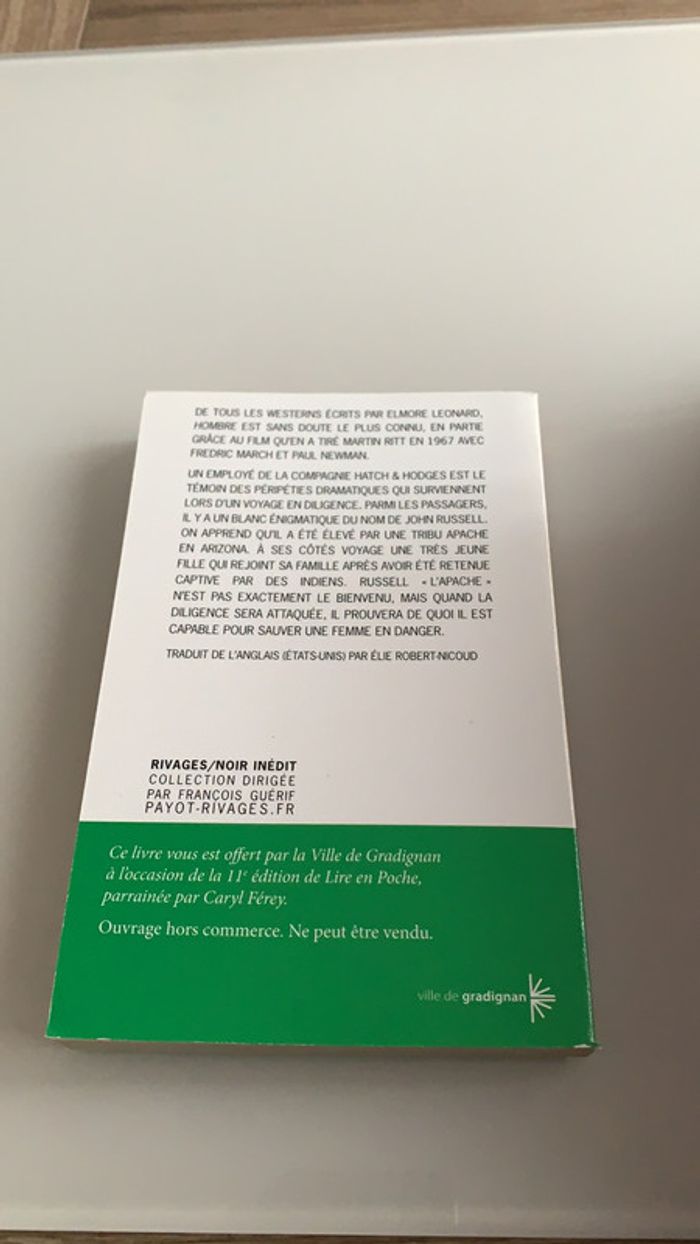 DE TOUS LES WESTERNS ÉCRITS PAR ELMORE LEONARD,
HOMBRE EST SANS DOUTE LE PLUS CONNU, EN PARTIE
GRÂCE AU FILM QU'EN A TIRÉ MARTIN RITT EN 1967 AVEC
FREDRIC MARCH ET PAUL NEWMAN.
UN EMPLOYÉ DE LA COMPAGNIE HATCH & HODGES EST LE
TÉMOIN DES PÉRIPÉTIES DRAMATIQUES QUI SURVIENNENT
LORS D'UN VOYAGE EN DILIGENCE. PARMI LES PASSAGERS,
IL Y A UN BLANC ÉNIGMATIQUE DU NOM DE JOHN RUSSELL.
ON APPREND QU'IL A ÉTÉ ÉLEVÉ PAR UNE TRIBU APACHE
EN ARIZONA. À SES CÔTÉS VOYAGE UNE TRÈS JEUNE
FILLE QUI REJOINT SA FAMILLE APRÈS AVOIR ÉTÉ RETENUE
CAPTIVE PAR DES INDIENS. RUSSELL « L'APACHE »
N'EST PAS EXACTEMENT LE BIENVENU, MAIS QUAND LA
DILIGENCE SERA ATTAQUÉE, IL PROUVERA DE QUOI IL EST
CAPABLE POUR SAUVER UNE FEMME EN DANGER.
TRADUIT DE L'ANGLAIS (ÉTATS-UNIS) PAR ÉLIE ROBERT-NICOUD
RIVAGES/NOIR INÉDIT
COLLECTION DIRIGÉE
PAR FRANÇOIS GUÉRIF
PAYOT-RIVAGES.FR
Ce livre vous est offert par la Ville de Gradignan
à l'occasion de la 11e édition de Lire en Poche,
parrainée par Caryl Férey.
Ouvrage hors commerce. Ne peut être vendu.
ville de gradignan